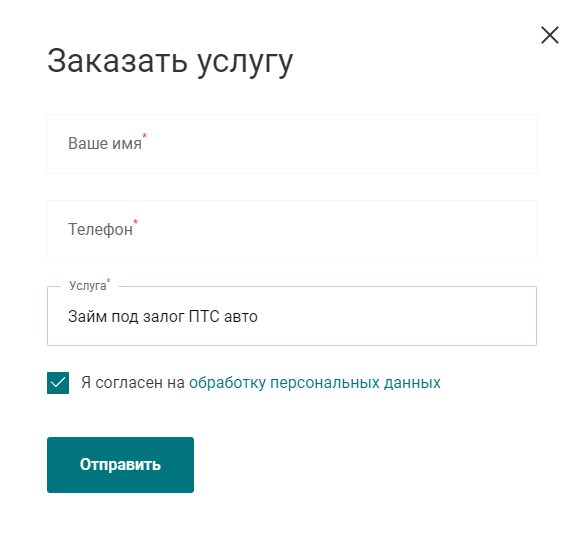 Заказать услугу
Ваше имя*
Телефон*
Услуга*
Займ под залог ПТС авто
Я согласен на обработку персональных данных
Отправить